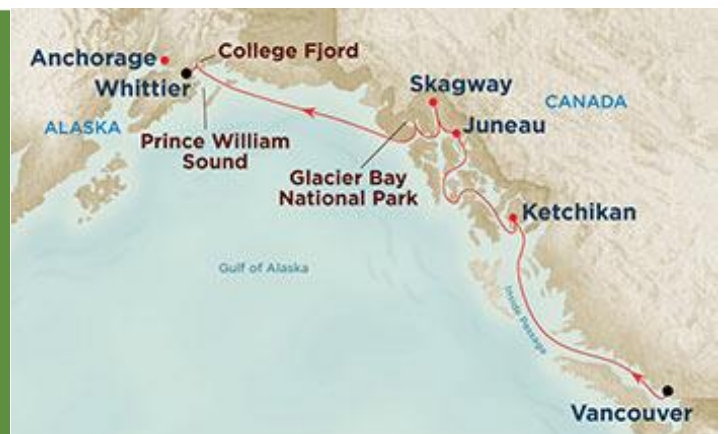 College Fjord
Anchorage
Whittier
Skagway
CANADA
Juneau
ALASKA
Prince William
Sound
Glacier Bay
National Park
Ketchikan
Gulf of Alaska
Inside Passage
Vancouver